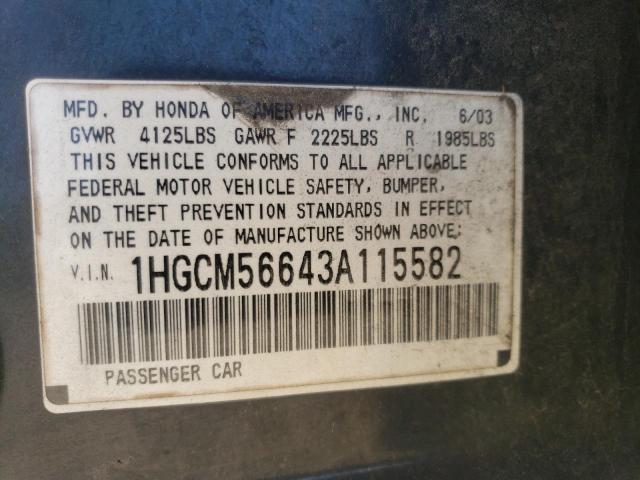 MFD. BY HONDA OF AMERICA MFG., INC. 6/03
GVWR 4125LBS GAWR F 2225LBS R 1985LBS
THIS VEHICLE CONFORMS TO ALL APPLICABLE
FEDERAL MOTOR VEHICLE SAFETY, BUMPER,
AND THEFT PREVENTION STANDARDS IN EFFECT
ON THE DATE OF MANUFACTURE SHOWN ABOVE:
V.I.N. 1HGCM56643A115582
PASSENGER CAR